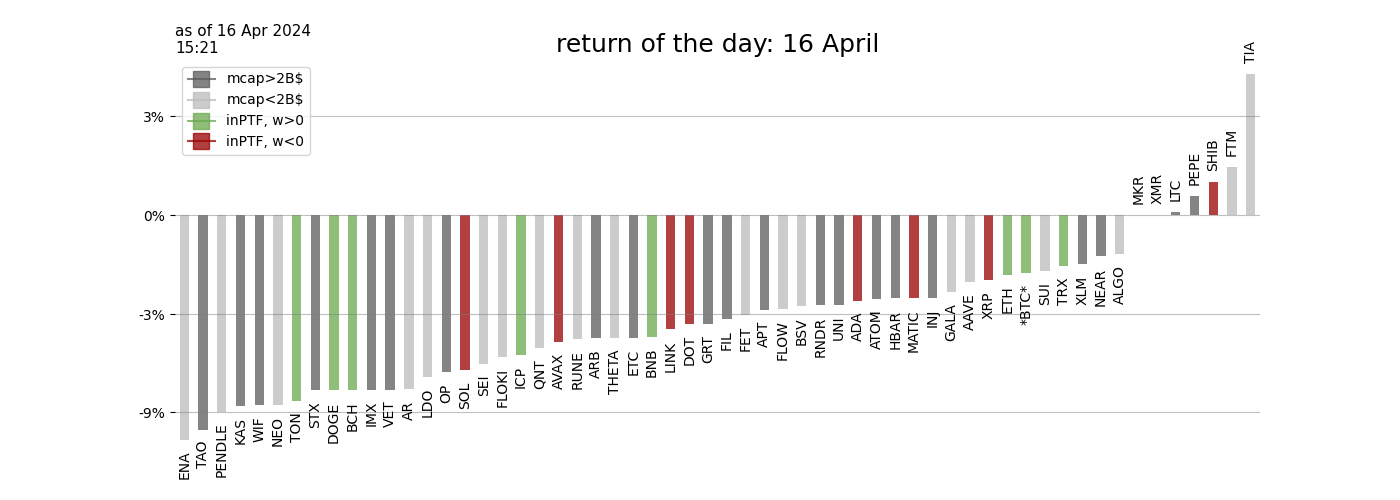 as of 16 Apr 2024
15:21
return of the day: 16 April
mcap>2B$
mcap<2B$
inPTF, w>0
inPTF, w<0
3%
0%
-3%
-9%
ENA
TAO
PENDLE
KAS
WIF
NEO
TON
STX
DOGE
BCH
IMX
VET
AR
LDO
OP
SOL
SEI
FLOKI
ICP
QNT
AVAX
RUNE
ARB
THETA
ETC
BNB
LINK
DOT
GRT
FIL
FET
APT
FLOW
BSV
RNDR
UNI
ADA
ATOM
HBAR
MATIC
INJ
GALA
AAVE
XRP
ETH
*BTC*
SUI
TRX
XLM
NEAR
ALGO
MKR
XMR
LTC
PEPE
SHIB
FTM
TIA